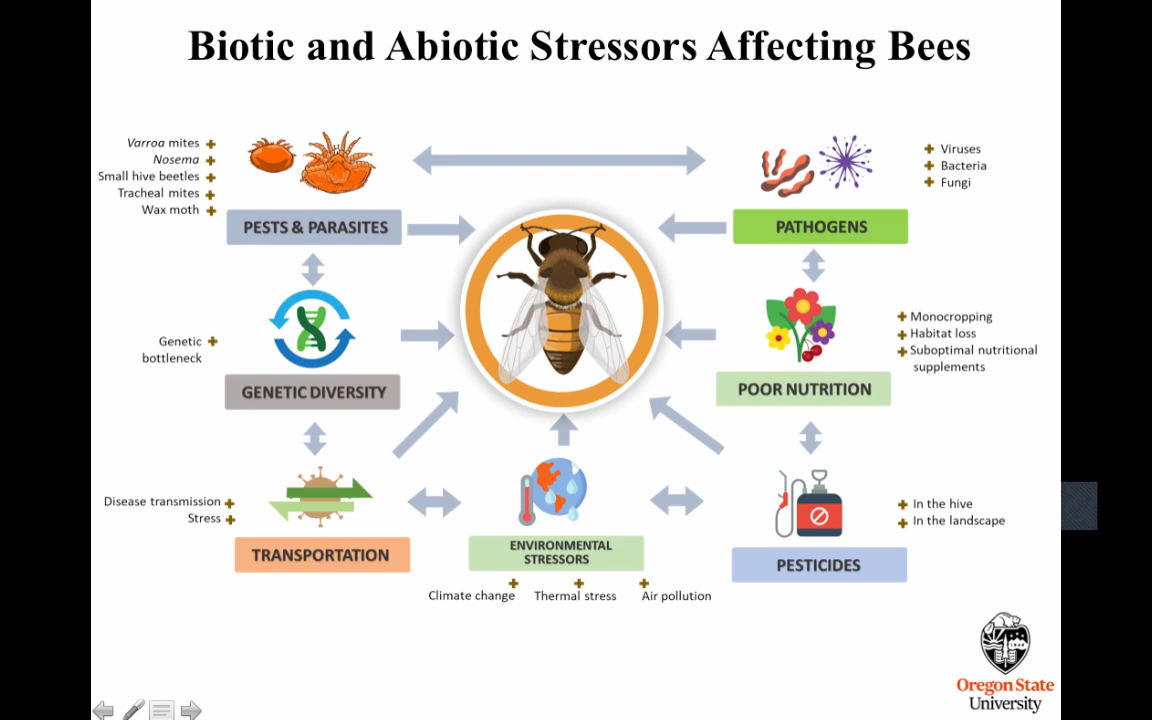 Biotic and Abiotic Stressors Affecting Bees
Varroa mites
Nosema
Small hive beetles
Tracheal mites
Wax moth
PESTS & PARASITES
Viruses
Bacteria
Fungi
PATHOGENS
Genetic
bottleneck
GENETIC DIVERSITY
Monocropping
Habitat loss
Suboptimal nutritional
supplements
POOR NUTRITION
Disease transmission
Stress
TRANSPORTATION
ENVIRONMENTAL
STRESSORS
Climate change
Thermal stress
Air pollution
In the hive
In the landscape
PESTICIDES
Oregon State
University